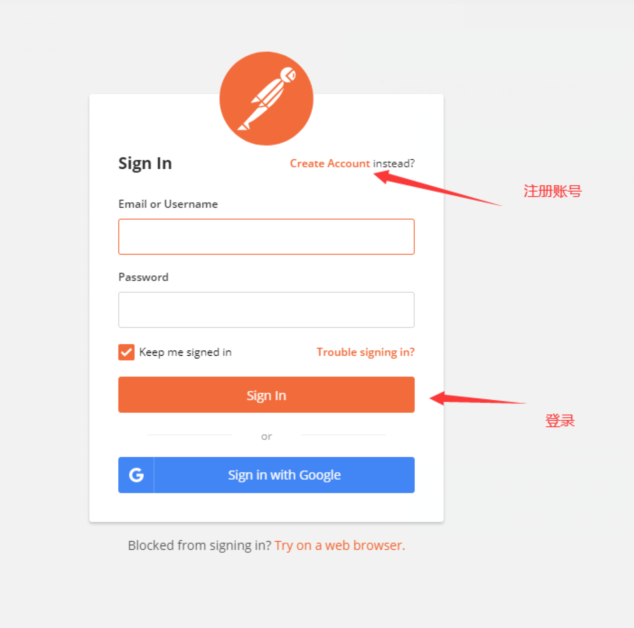 Sign In
Create Account instead?
注册账号
Email or Username
Password
Keep me signed in
Trouble signing in?
Sign In
登录
or
G
Sign in with Google
Blocked from signing in? Try on a web browser.